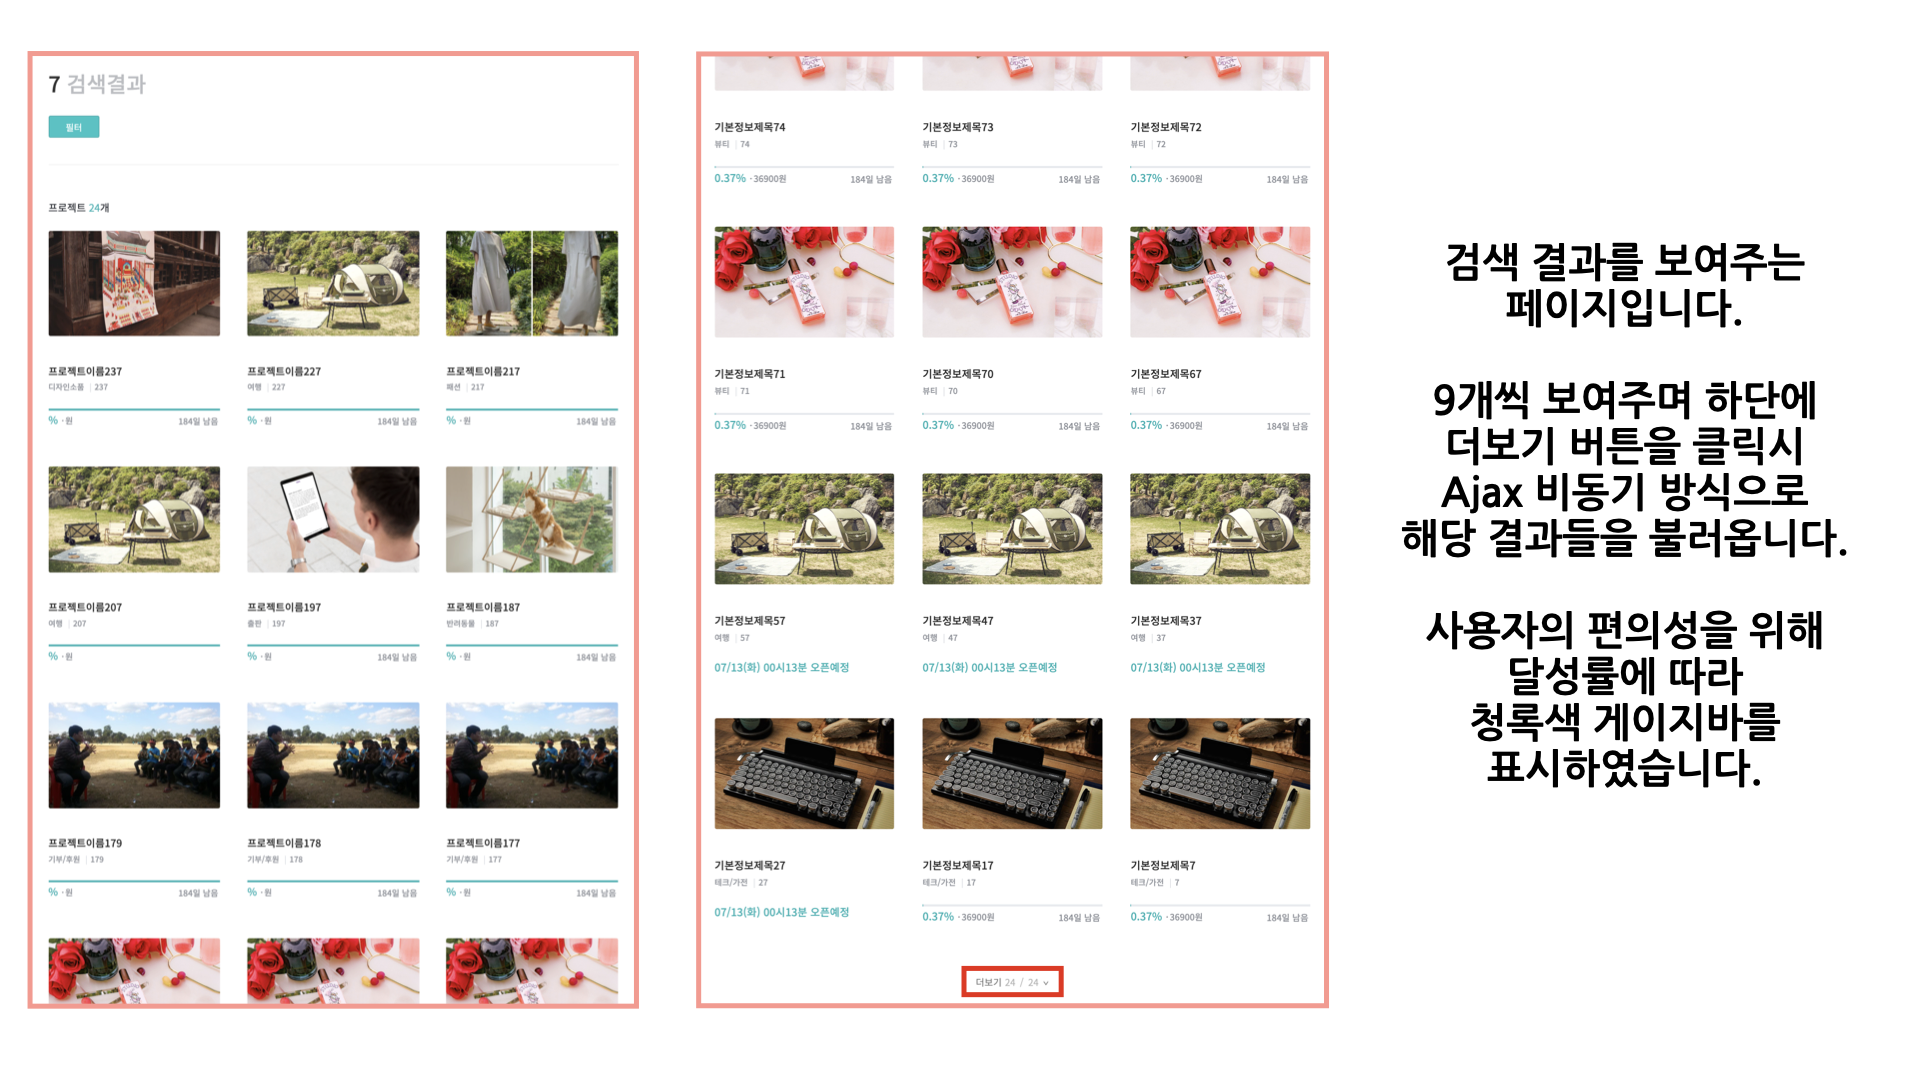 7 검색결과
필터
프로젝트 24개
프로젝트이름237
디자인소품 | 237
% ·원 184일 남음
프로젝트이름227
여행 | 227
% ·원 184일 남음
프로젝트이름217
패션 | 217
% ·원 184일 남음
프로젝트이름207
여행 | 207
% ·원
프로젝트이름197
출판 | 197
% ·원 184일 남음
프로젝트이름187
반려동물 | 187
% ·원 184일 남음
프로젝트이름179
기부/후원 | 179
% ·원 184일 남음
프로젝트이름178
기부/후원 | 178
% ·원 184일 남음
프로젝트이름177
기부/후원 | 177
% ·원 184일 남음
기본정보제목74
뷰티 | 74
0.37% ·36900원 184일 남음
기본정보제목73
뷰티 | 73
0.37% ·36900원 184일 남음
기본정보제목72
뷰티 | 72
0.37% ·36900원 184일 남음
기본정보제목71
뷰티 | 71
0.37% ·36900원 184일 남음
기본정보제목70
뷰티 | 70
0.37% ·36900원 184일 남음
기본정보제목67
뷰티 | 67
0.37% ·36900원 184일 남음
기본정보제목57
여행 | 57
07/13(화) 00시13분 오픈예정
기본정보제목47
여행 | 47
07/13(화) 00시13분 오픈예정
기본정보제목37
여행 | 37
07/13(화) 00시13분 오픈예정
기본정보제목27
테크/가전 | 27
07/13(화) 00시13분 오픈예정
기본정보제목17
테크/가전 | 17
0.37% ·36900원 184일 남음
기본정보제목7
테크/가전 | 7
0.37% ·36900원 184일 남음
더보기 24 / 24
검색 결과를 보여주는
페이지입니다.
9개씩 보여주며 하단에
더보기 버튼을 클릭시
Ajax 비동기 방식으로
해당 결과들을 불러옵니다.
사용자의 편의성을 위해
달성률에 따라
청록색 게이지바를
표시하였습니다.